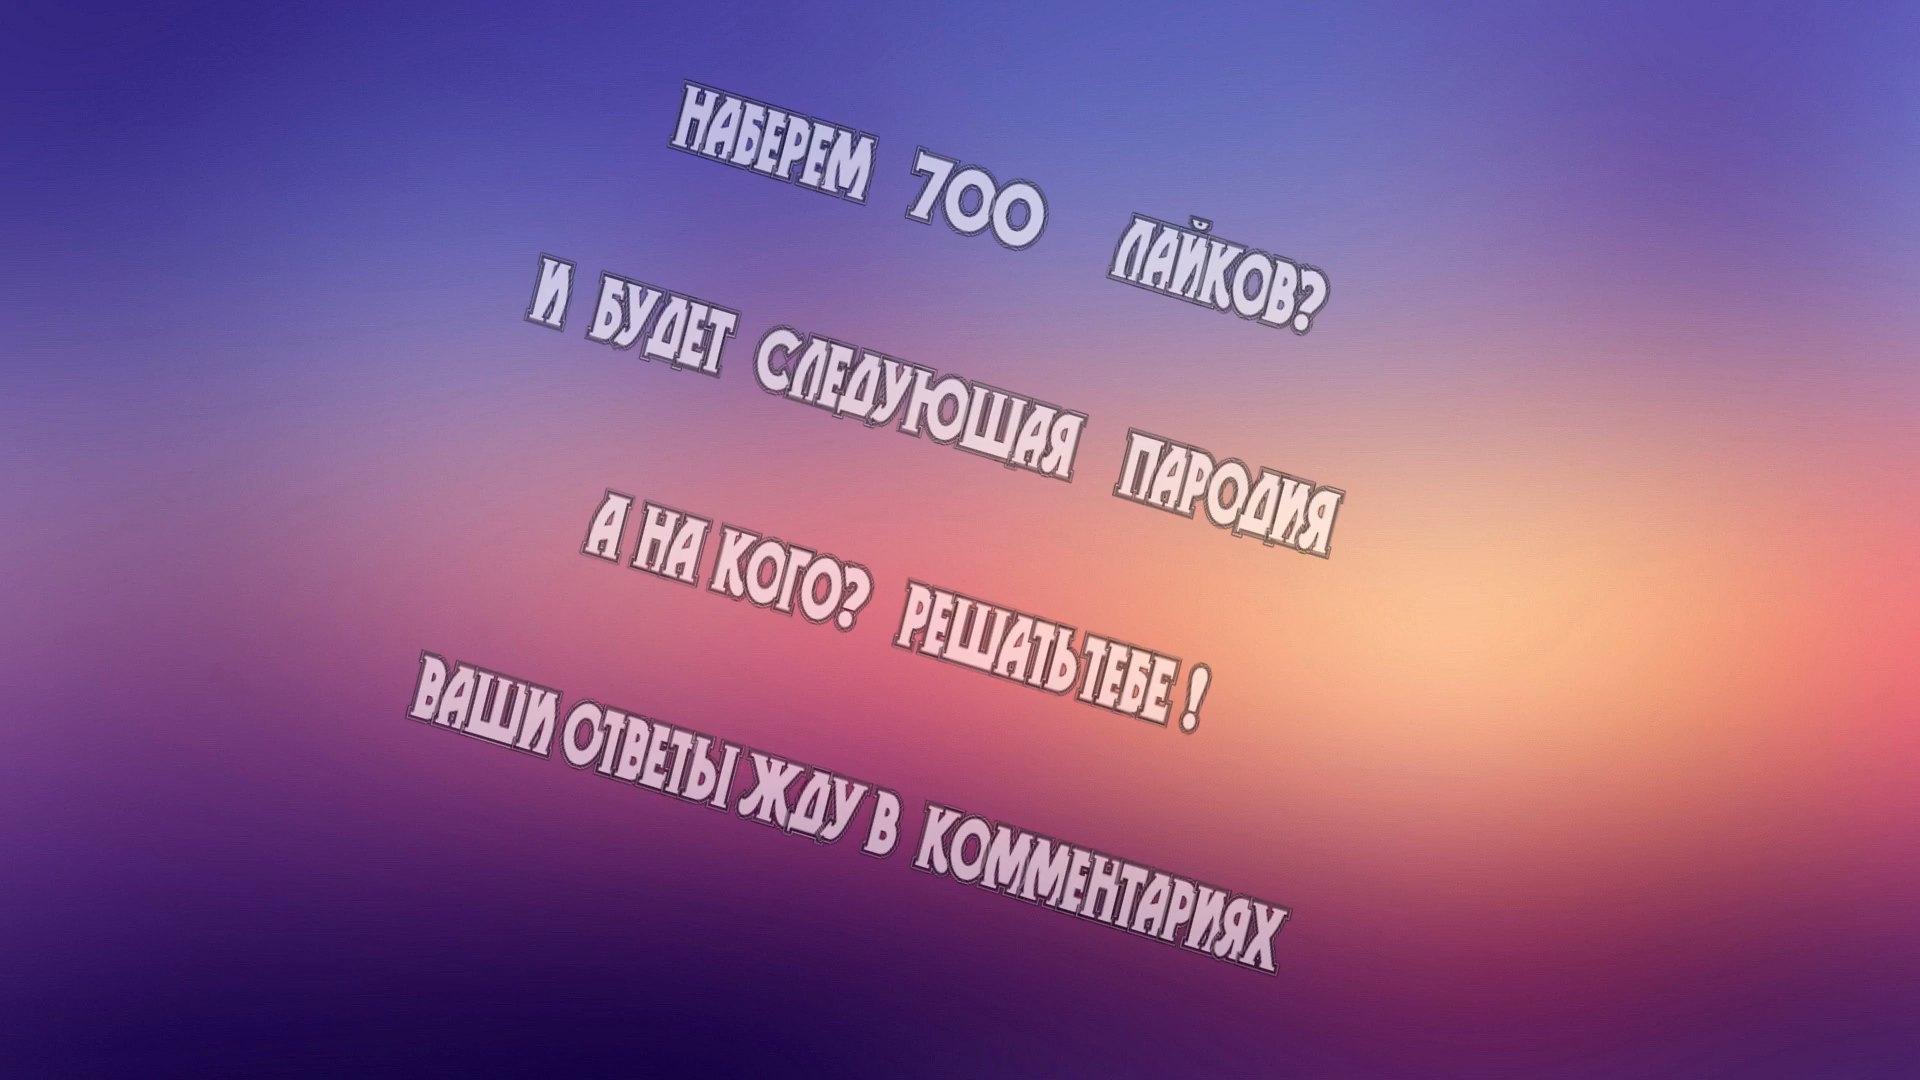 НАБЕРЕМ 700 ЛАЙКОВ?
И БУДЕТ СЛЕДУЮЩАЯ ПАРОДИЯ
А НА КОГО? РЕШАТЬ ТЕБЕ !
ВАШИ ОТВЕТЫ ЖДУ В КОММЕНТАРИЯХ